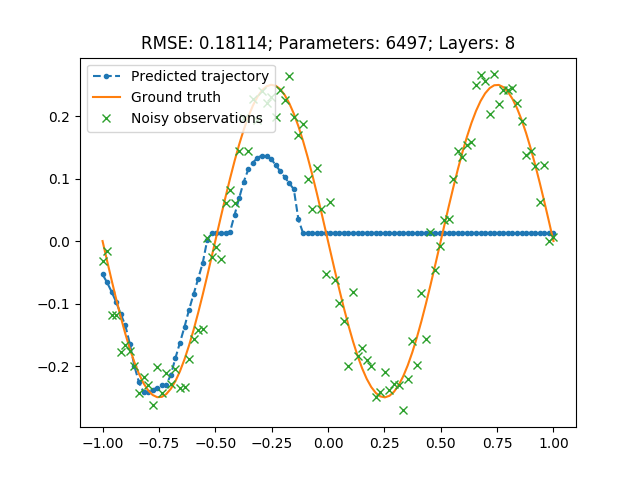 RMSE: 0.18114; Parameters: 6497; Layers: 8
Predicted trajectory
Ground truth
Noisy observations
0.2
0.1
0.0
−0.1
−0.2
−1.00 −0.75 −0.50 −0.25 0.00 0.25 0.50 0.75 1.00